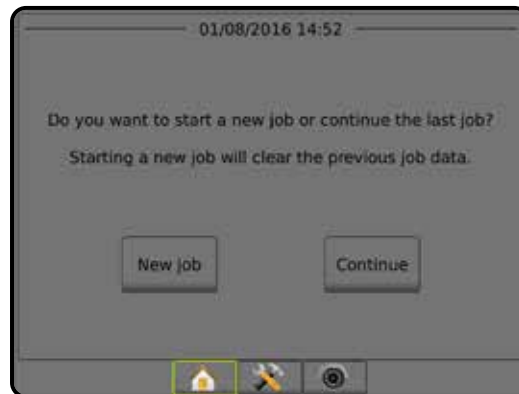 01/08/2016 14:52
Do you want to start a new job or continue the last job?
Starting a new job will clear the previous job data.
New job
Continue